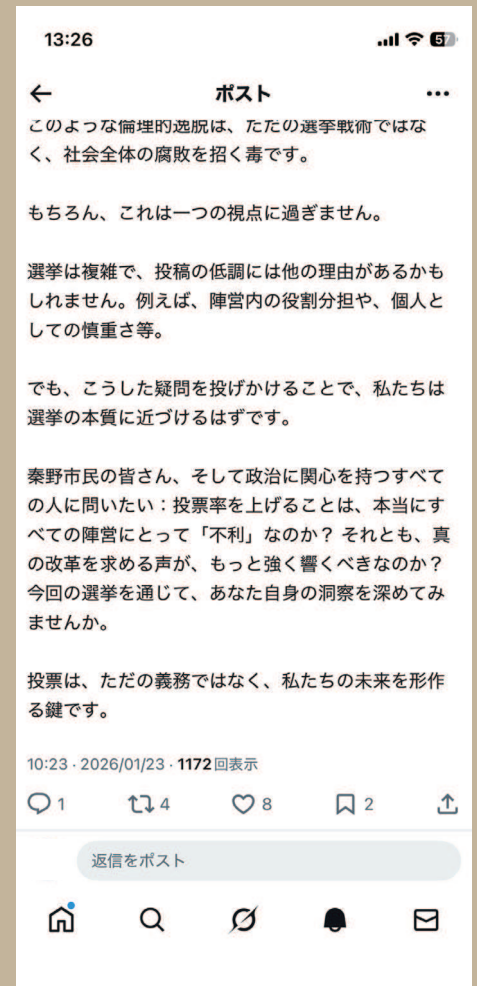 13:26
57
ポスト
このような倫理的逸脱は、ただの選挙戦術ではな
く、社会全体の腐敗を招く毒です。
もちろん、これは一つの視点に過ぎません。
選挙は複雑で、投稿の低調には他の理由があるかも
しれません。例えば、陣営内の役割分担や、個人と
しての慎重さ等。
でも、こうした疑問を投げかけることで、私たちは
選挙の本質に近づけるはずです。
秦野市民の皆さん、そして政治に関心を持つすべて
の人に問いたい：投票率を上げることは、本当にす
べての陣営にとって「不利」なのか？ それとも、真
の改革を求める声が、もっと強く響くべきなのか？
今回の選挙を通じて、あなた自身の洞察を深めてみ
ませんか。
投票は、ただの義務ではなく、私たちの未来を形作
る鍵です。
10:23 · 2026/01/23 · 1172回表示
1 4 8 2
返信をポスト